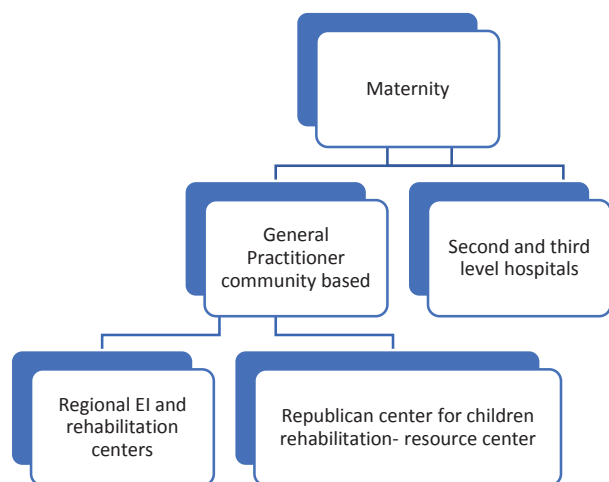 Maternity
General
Practitioner
community based
Second and third
level hospitals
Regional EI and
rehabilitation
centers
Republican center for children
rehabilitation- resource center